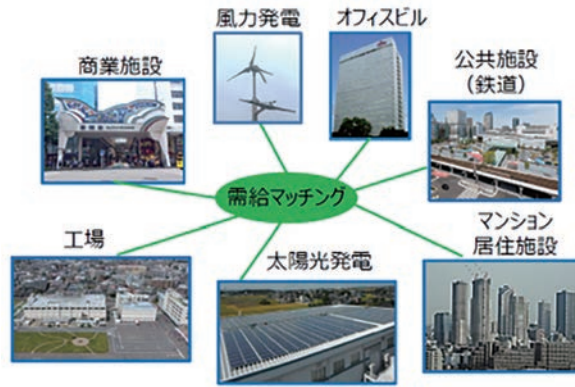 風力発電
オフィスビル
商業施設
公共施設
（鉄道）
需給マッチング
工場
太陽光発電
マンション
居住施設